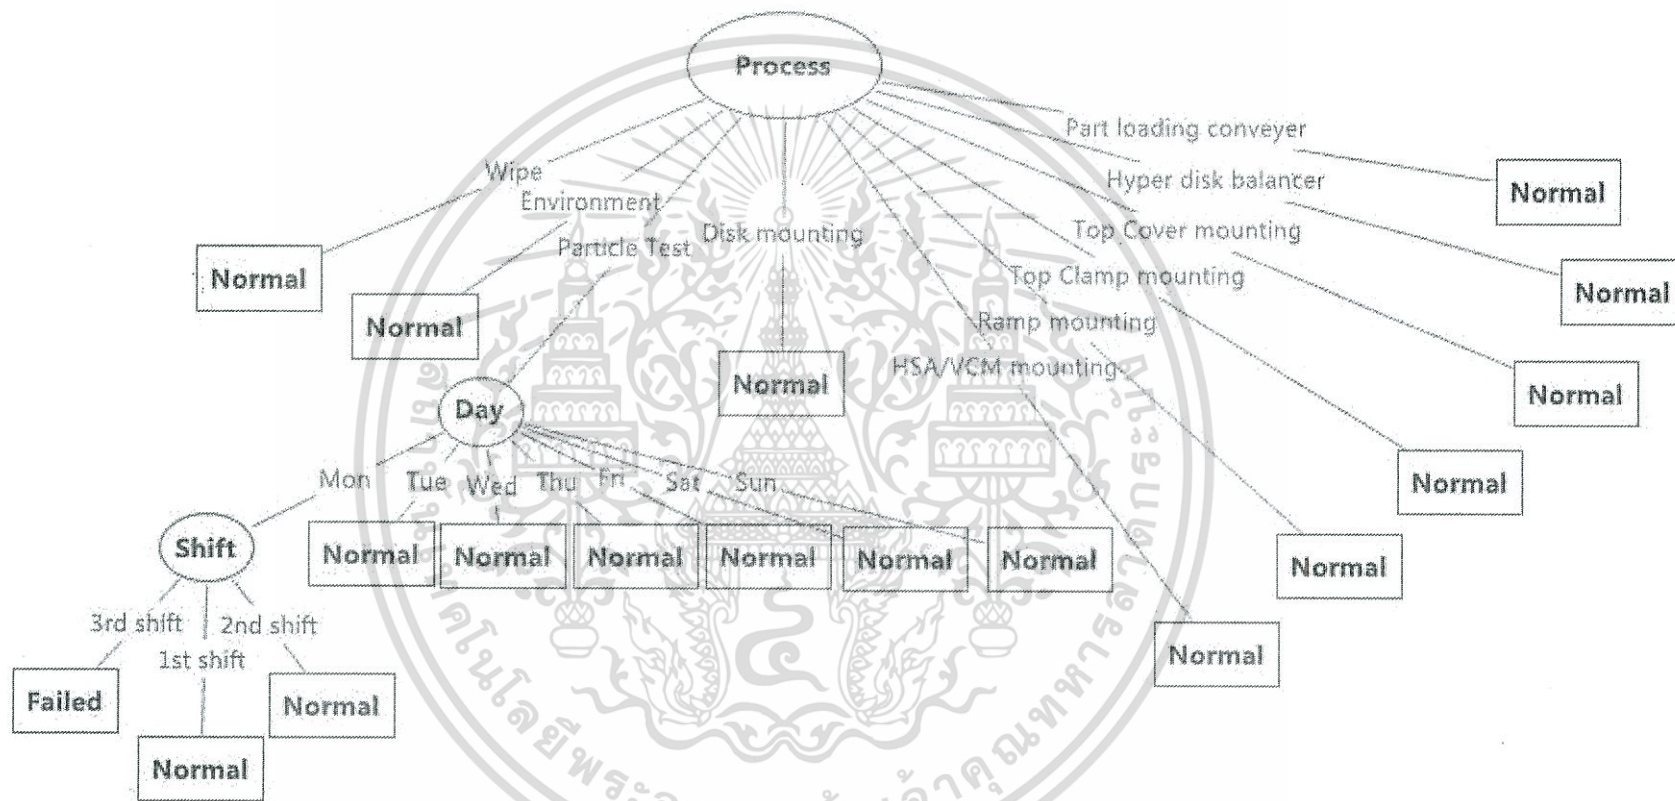 Process
Part loading conveyer
Wipe
Hyper disk balancer
Normal
Environment
Top Cover mounting
Disk mounting
Particle Test
Normal
Top Clamp mounting
Normal
Normal
Ramp mounting
HSA/VCM mounting
Normal
Normal
Day
Normal
Mon
Tue
Wed
Thu
Fri
Sat
Sun
Shift
Normal
Normal
Normal
Normal
Normal
Normal
Normal
3rd shift
2nd shift
1st shift
Normal
Failed
Normal
Normal